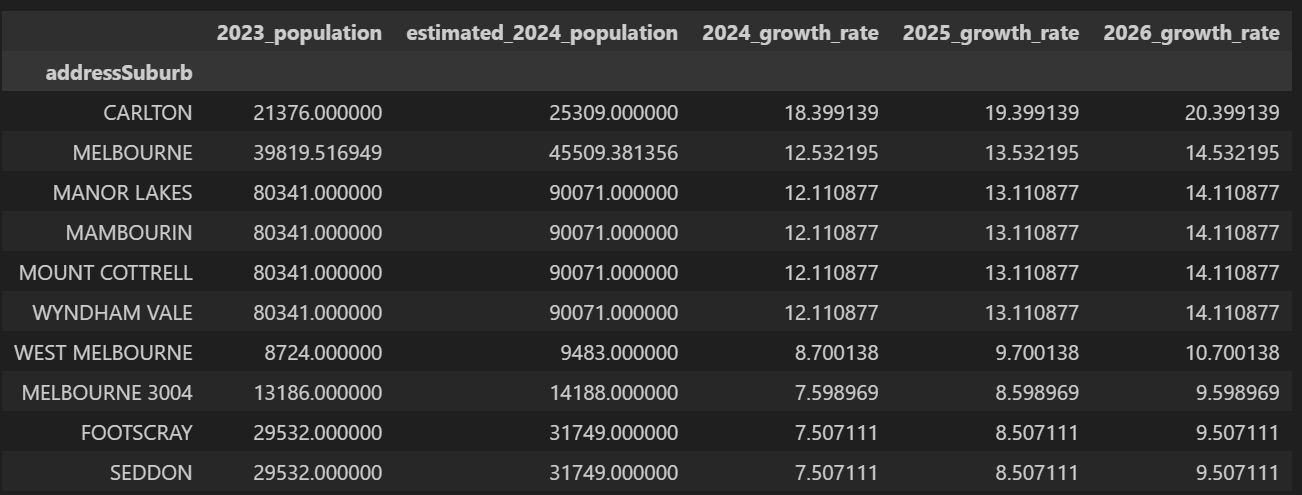 2023_population estimated_2024_population 2024_growth_rate 2025_growth_rate 2026_growth_rate
addressSuburb
CARLTON 21376.000000 25309.000000 18.399139 19.399139 20.399139
MELBOURNE 39819.516949 45509.381356 12.532195 13.532195 14.532195
MANOR LAKES 80341.000000 90071.000000 12.110877 13.110877 14.110877
MAMBOURIN 80341.000000 90071.000000 12.110877 13.110877 14.110877
MOUNT COTTRELL 80341.000000 90071.000000 12.110877 13.110877 14.110877
WYNDHAM VALE 80341.000000 90071.000000 12.110877 13.110877 14.110877
WEST MELBOURNE 8724.000000 9483.000000 8.700138 9.700138 10.700138
MELBOURNE 3004 13186.000000 14188.000000 7.598969 8.598969 9.598969
FOOTSCRAY 29532.000000 31749.000000 7.507111 8.507111 9.507111
SEDDON 29532.000000 31749.000000 7.507111 8.507111 9.507111